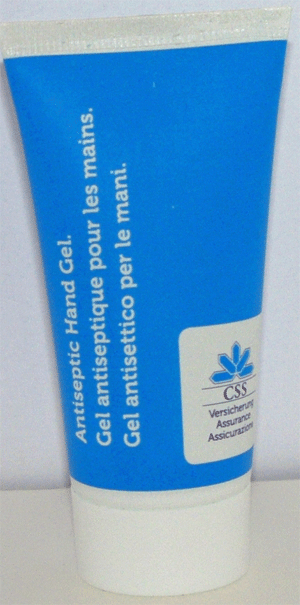 Antiseptic Hand Gel.
Gel antiseptique pour les mains.
Gel antisettico per le mani.
CSS
Versicherung
Assurance
Assicurazione